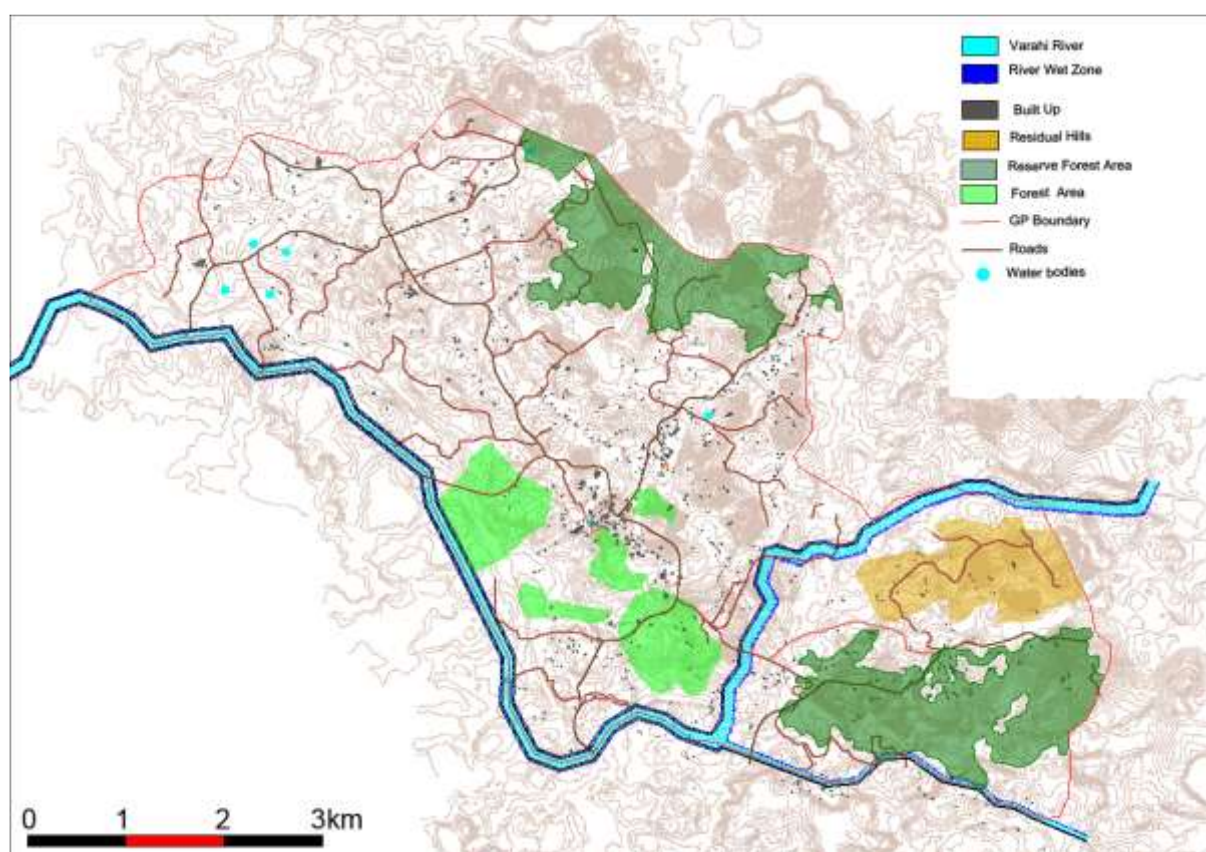 Varahi River
River Wet Zone
Built Up
Residual Hills
Reserve Forest Area
Forest Area
GP Boundary
Roads
Water bodies
0 1 2 3km